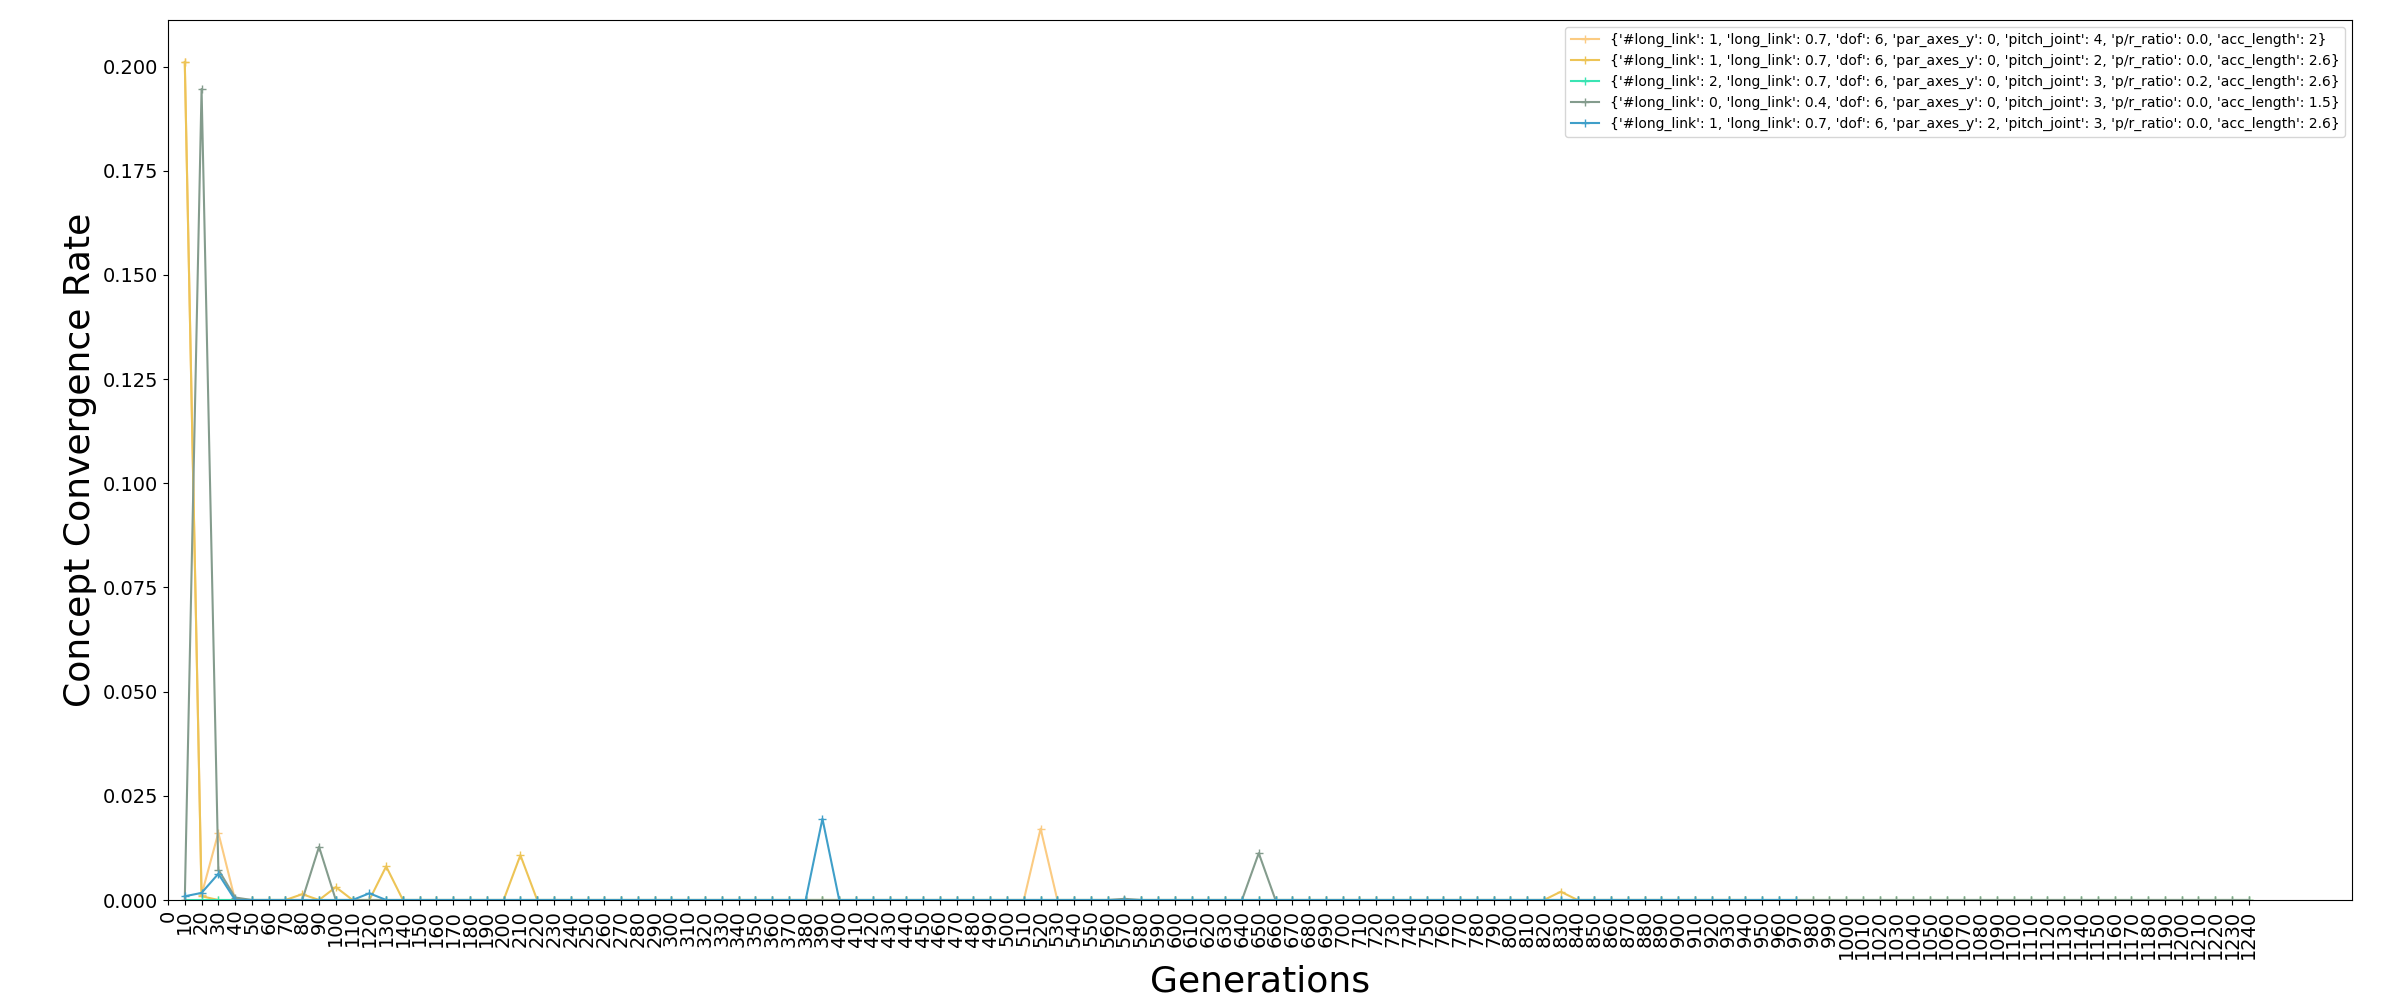 {'#long_link': 1, 'long_link': 0.7, 'dof': 6, 'par_axes_y': 0, 'pitch_joint': 4, 'p/r_ratio': 0.0, 'acc_length': 2}
{'#long_link': 1, 'long_link': 0.7, 'dof': 6, 'par_axes_y': 0, 'pitch_joint': 2, 'p/r_ratio': 0.0, 'acc_length': 2.6}
{'#long_link': 2, 'long_link': 0.7, 'dof': 6, 'par_axes_y': 0, 'pitch_joint': 3, 'p/r_ratio': 0.2, 'acc_length': 2.6}
{'#long_link': 0, 'long_link': 0.4, 'dof': 6, 'par_axes_y': 0, 'pitch_joint': 3, 'p/r_ratio': 0.0, 'acc_length': 1.5}
{'#long_link': 1, 'long_link': 0.7, 'dof': 6, 'par_axes_y': 2, 'pitch_joint': 3, 'p/r_ratio': 0.0, 'acc_length': 2.6}
Concept Convergence Rate
0.200
0.175
0.150
0.125
0.100
0.075
0.050
0.025
0.000
0 10 20 30 40 50 60 70 80 90 100 110 120 130 140 150 160 170 180 190 200 210 220 230 240 250 260 270 280 290 300 310 320 330 340 350 360 370 380 390 400 410 420 430 440 450 460 470 480 490 500 510 520 530 540 550 560 570 580 590 600 610 620 630 640 650 660 670 680 690 700 710 720 730 740 750 760 770 780 790 800 810 820 830 840 850 860 870 880 890 900 910 920 930 940 950 960 970 980 990 1000 1010 1020 1030 1040 1050 1060 1070 1080 1090 1100 1110 1120 1130 1140 1150 1160 1170 1180 1190 1200 1210 1220 1230 1240
Generations